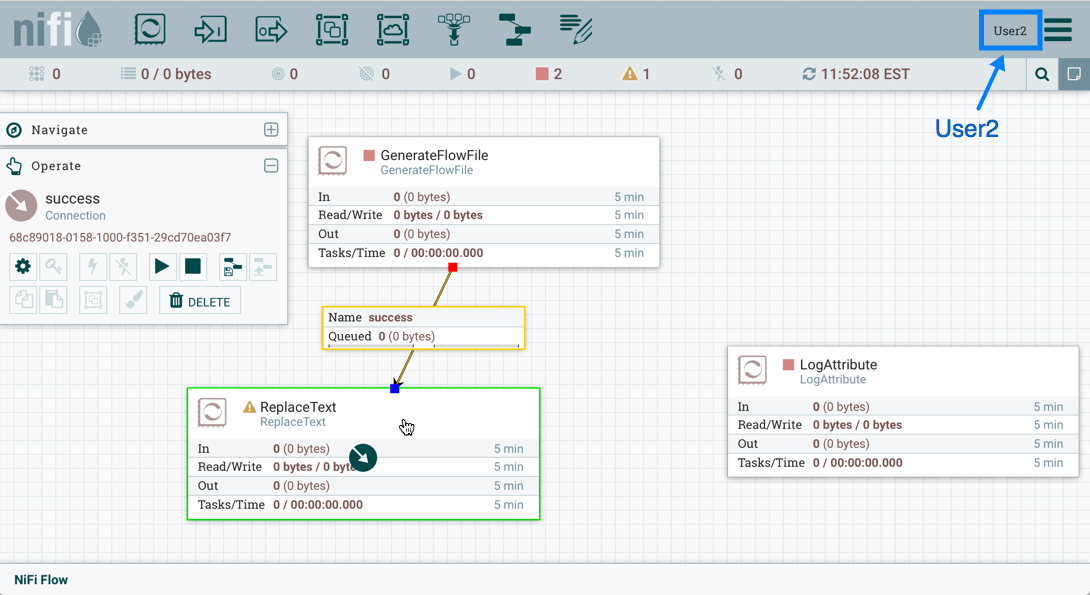 nifi
User2
0
0 / 0 bytes
0
0
0
2
1
0
11:52:08 EST
User2
Navigate
Operate
success
Connection
68c89018-0158-1000-f351-29cd70ea03f7
DELETE
GenerateFlowFile
GenerateFlowFile
In 0 (0 bytes) 5 min
Read/Write 0 bytes / 0 bytes 5 min
Out 0 (0 bytes) 5 min
Tasks/Time 0 / 00:00:00.000 5 min
Name success
Queued 0 (0 bytes)
ReplaceText
ReplaceText
In 0 (0 bytes) 5 min
Read/Write 0 bytes / 0 byte 5 min
Out 0 (0 bytes) 5 min
Tasks/Time 0 / 00:00:00.000 5 min
LogAttribute
LogAttribute
In 0 (0 bytes) 5 min
Read/Write 0 bytes / 0 bytes 5 min
Out 0 (0 bytes) 5 min
Tasks/Time 0 / 00:00:00.000 5 min
NiFi Flow